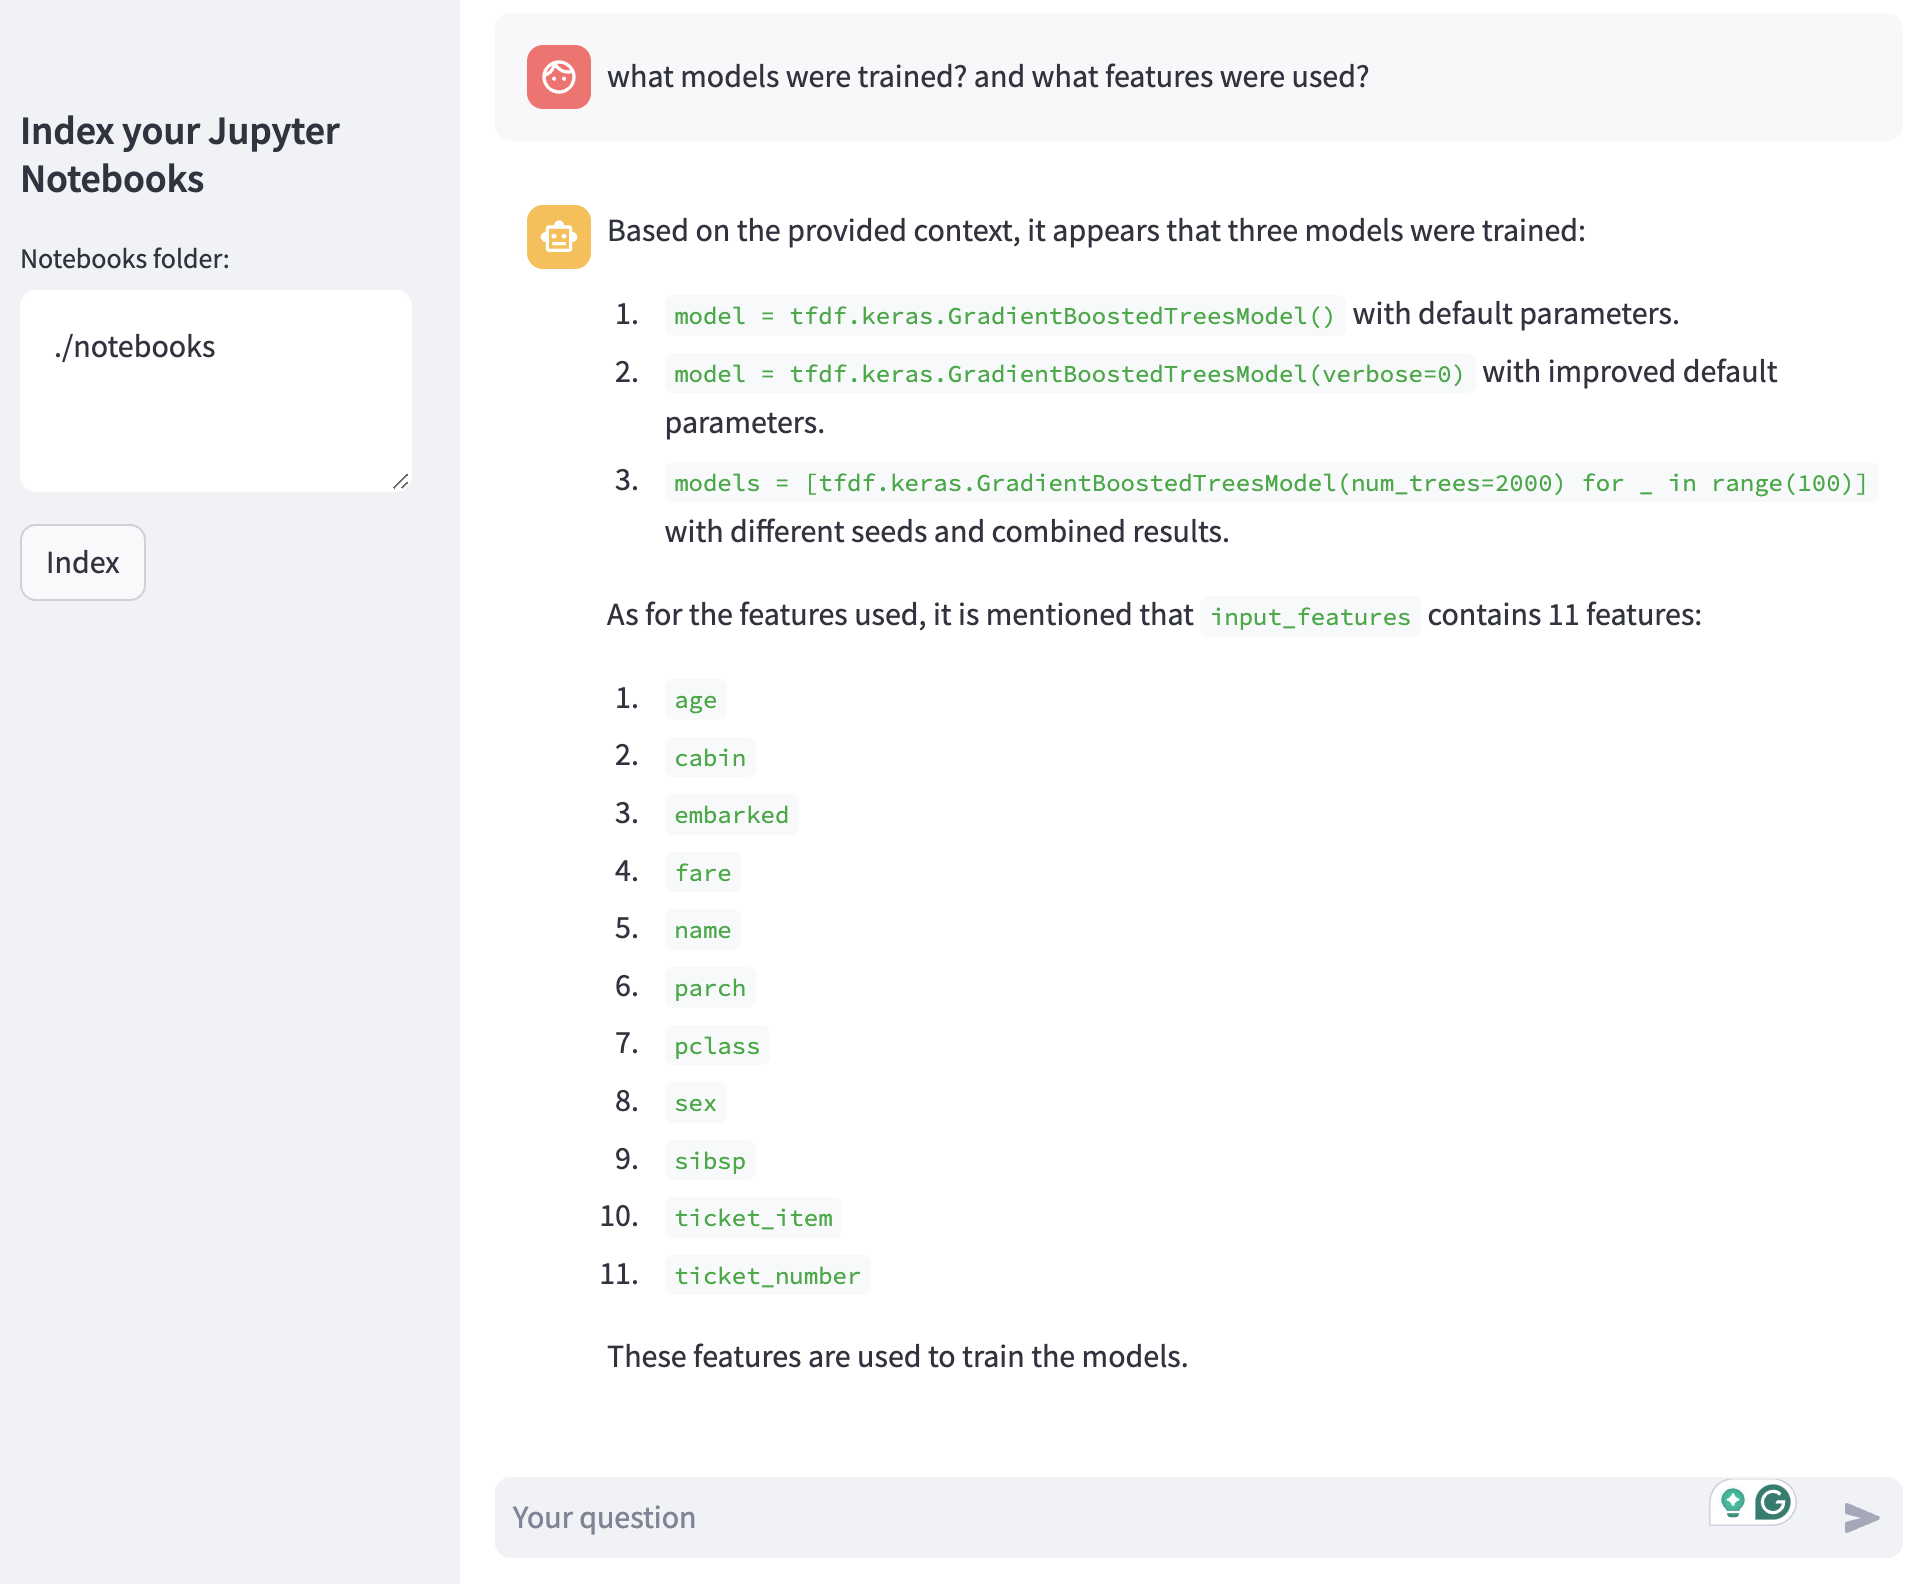 Index your Jupyter
Notebooks
Notebooks folder:
./notebooks
Index
what models were trained? and what features were used?
Based on the provided context, it appears that three models were trained:
1. model = tfdf.keras.GradientBoostedTreesModel() with default parameters.
2. model = tfdf.keras.GradientBoostedTreesModel(verbose=0) with improved default
parameters.
3. models = [tfdf.keras.GradientBoostedTreesModel(num_trees=2000) for _ in range(100)]
with different seeds and combined results.
As for the features used, it is mentioned that input_features contains 11 features:
1. age
2. cabin
3. embarked
4. fare
5. name
6. parch
7. pclass
8. sex
9. sibsp
10. ticket_item
11. ticket_number
These features are used to train the models.
Your question